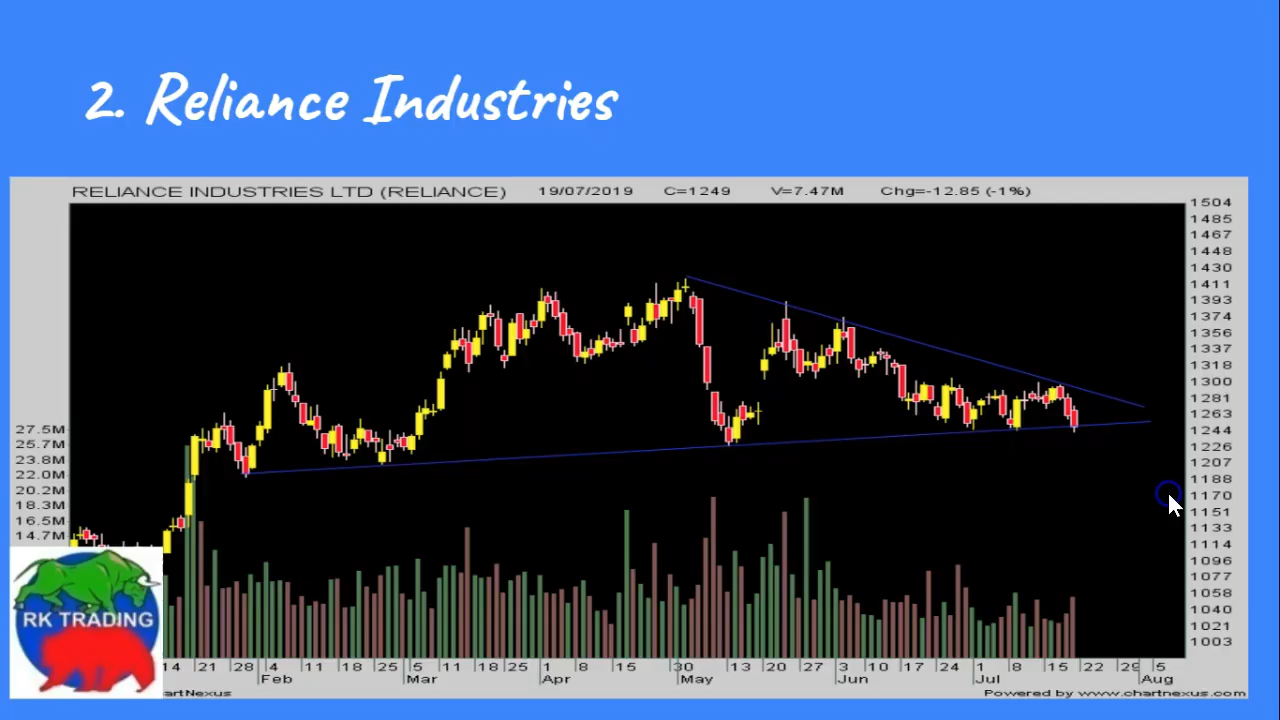 2. Reliance Industries
RELIANCE INDUSTRIES LTD (RELIANCE) 19/07/2019 C=1249 V=7.47M Chg=-12.85 (-1%)
1504
1485
1467
1448
1430
1411
1393
1374
1356
1337
1318
1300
1281
1263
1244
1226
1207
1188
1170
1151
1133
1114
1096
1077
1058
1040
1021
1003
27.5M
25.7M
23.8M
22.0M
20.2M
18.3M
16.5M
14.7M
RK TRADING
14 21 28 4 11 18 25 5 11 18 25 1 8 15 30 13 20 27 3 10 17 24 1 8 15 22 29 5
Feb Mar Apr May Jun Jul Aug
artNexus Powered by www.chartnexus.com